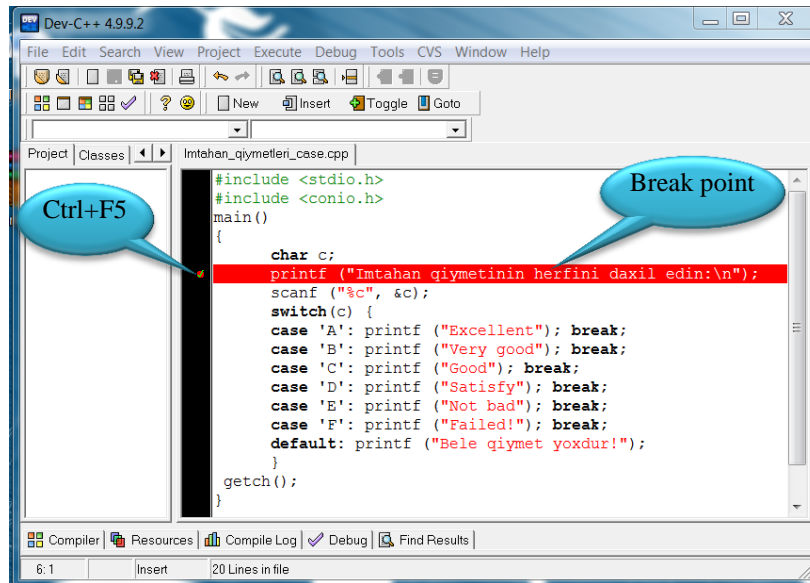 Dev-C++ 4.9.9.2
File Edit Search View Project Execute Debug Tools CVS Window Help
New Insert Toggle Goto
Project Classes Imtahan_qiymetleri_case.cpp
#include <stdio.h>
#include <conio.h>
Break point
main()
Ctrl+F5
{
char c;
printf ("Imtahan qiymetinin herfini daxil edin:\n");
scanf ("%c", &c);
switch(c) {
case 'A': printf ("Excellent"); break;
case 'B': printf ("Very good"); break;
case 'C': printf ("Good"); break;
case 'D': printf ("Satisfy"); break;
case 'E': printf ("Not bad"); break;
case 'F': printf ("Failed!"); break;
default: printf ("Bele qiymet yoxdur!");
}
getch();
}
Compiler Resources Compile Log Debug Find Results
6: 1 Insert 20 Lines in file